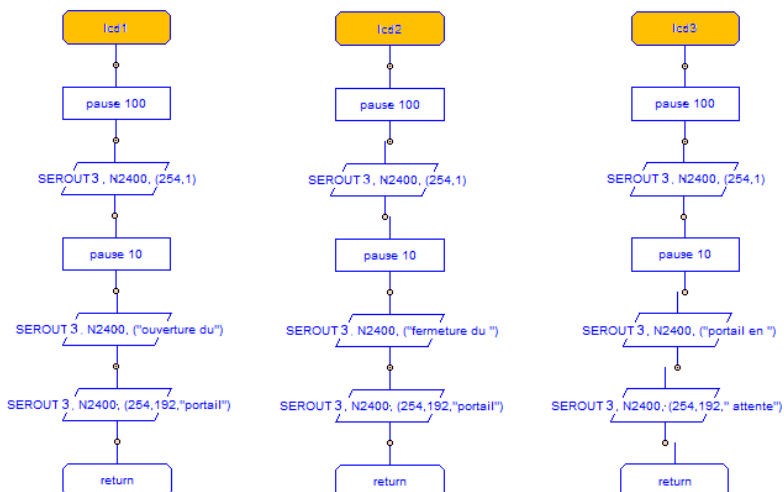 lcd1
pause 100
SEROUT 3, N2400, (254,1)
pause 10
SEROUT 3, N2400, ("ouverture du")
SEROUT 3, N2400, (254,192,"portail")
return
lcd2
pause 100
SEROUT 3, N2400, (254,1)
pause 10
SEROUT 3, N2400, ("fermeture du ")
SEROUT 3, N2400, (254,192,"portail")
return
lcd3
pause 100
SEROUT 3, N2400, (254,1)
pause 10
SEROUT 3, N2400, ("portail en ")
SEROUT 3, N2400, (254,192," attente")
return